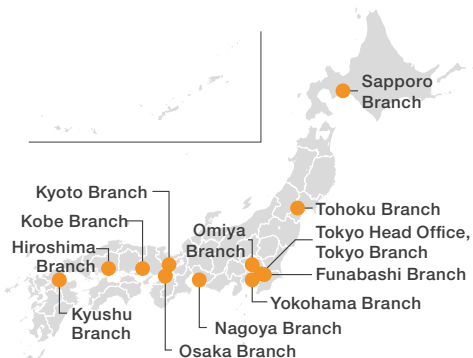 Sapporo
Branch
Kyoto Branch
Kobe Branch
Hiroshima
Branch
Kyushu
Branch
Omiya
Branch
Tohoku Branch
Tokyo Head Office,
Tokyo Branch
Funabashi Branch
Yokohama Branch
Nagoya Branch
Osaka Branch